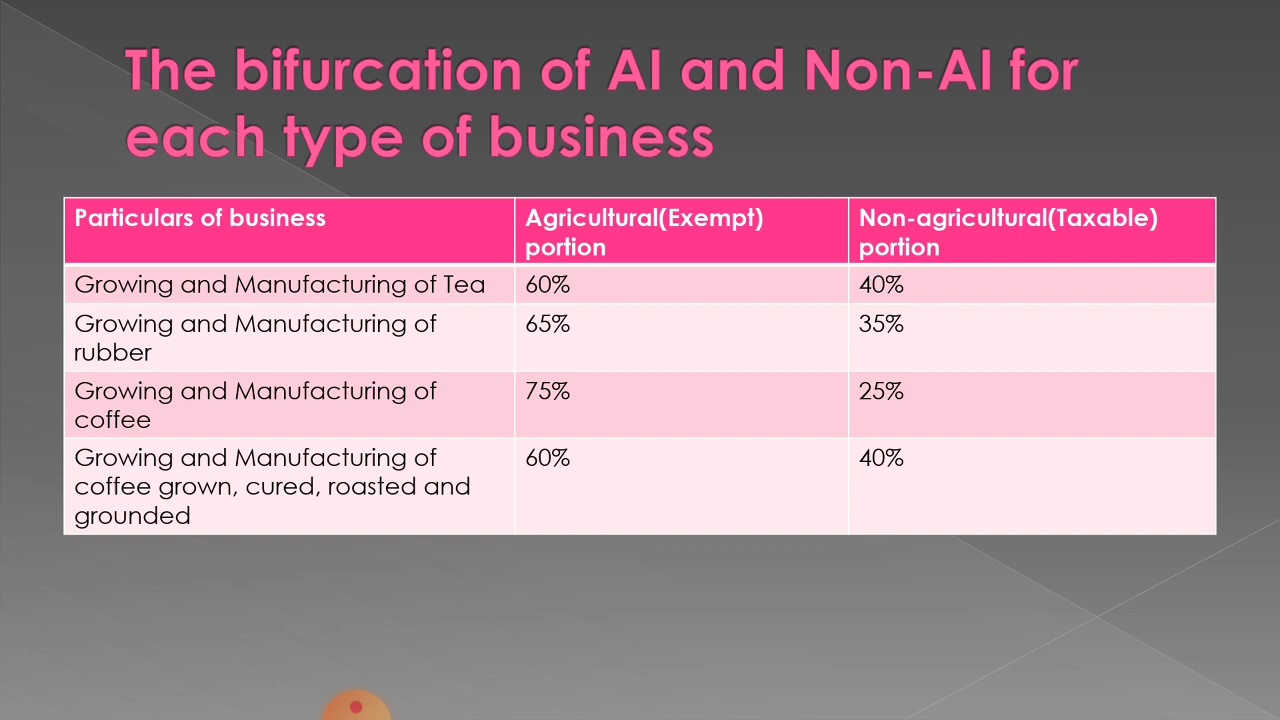 The bifurcation of AI and Non-AI for
each type of business
Particulars of business
Agricultural(Exempt)
portion
Non-agricultural(Taxable)
portion
Growing and Manufacturing of Tea
60%
40%
Growing and Manufacturing of
rubber
65%
35%
Growing and Manufacturing of
coffee
75%
25%
Growing and Manufacturing of
coffee grown, cured, roasted and
grounded
60%
40%